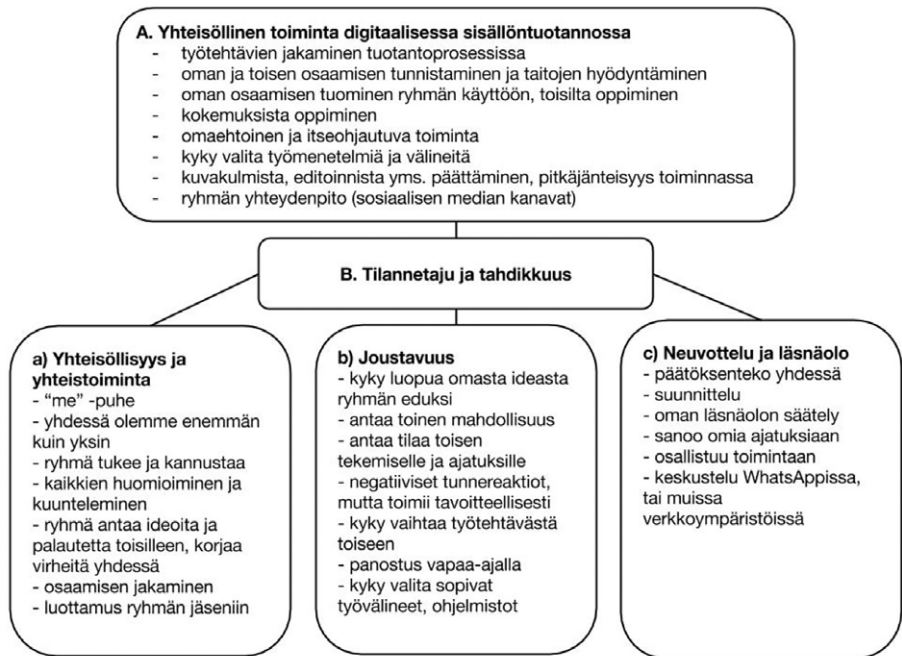 A. Yhteisöllinen toiminta digitaalisessa sisällöntuotannossa
- työtehtävien jakaminen tuotantoprosessissa
- oman ja toisen osaamisen tunnistaminen ja taitojen hyödyntäminen
- oman osaamisen tuominen ryhmän käyttöön, toisilta oppiminen
- kokemuksista oppiminen
- omaehtoinen ja itseohjautuva toiminta
- kyky valita työmenetelmiä ja välineitä
- kuvakulmista, editoinnista yms. päättäminen, pitkäjänteisyys toiminnassa
- ryhmän yhteydenpito (sosiaalisen median kanavat)
B. Tilannetaju ja tahdikkuus
a) Yhteisöllisyys ja
yhteistoiminta
- “me” -puhe
- yhdessä olemme enemmän
kuin yksin
- ryhmä tukee ja kannustaa
- kaikkien huomioiminen ja
kuunteleminen
- ryhmä antaa ideoita ja
palautetta toisilleen, korjaa
virheitä yhdessä
- osaamisen jakaminen
- luottamus ryhmän jäseniin
b) Joustavuus
- kyky luopua omasta ideasta
ryhmän eduksi
- antaa toinen mahdollisuus
- antaa tilaa toisen
tekemiselle ja ajatuksille
- negatiiviset tunnereaktiot,
mutta toimii tavoitteellisesti
- kyky vaihtaa työtehtävästä
toiseen
- panostus vapaa-ajalla
- kyky valita sopivat
työvälineet, ohjelmistot
c) Neuvottelu ja läsnäolo
- päätöksenteko yhdessä
- suunnittelu
- oman läsnäolon säätely
- sanoo omia ajatuksiaan
- osallistuu toimintaan
- keskustelu WhatsAppissa,
tai muissa
verkkoympäristöissä